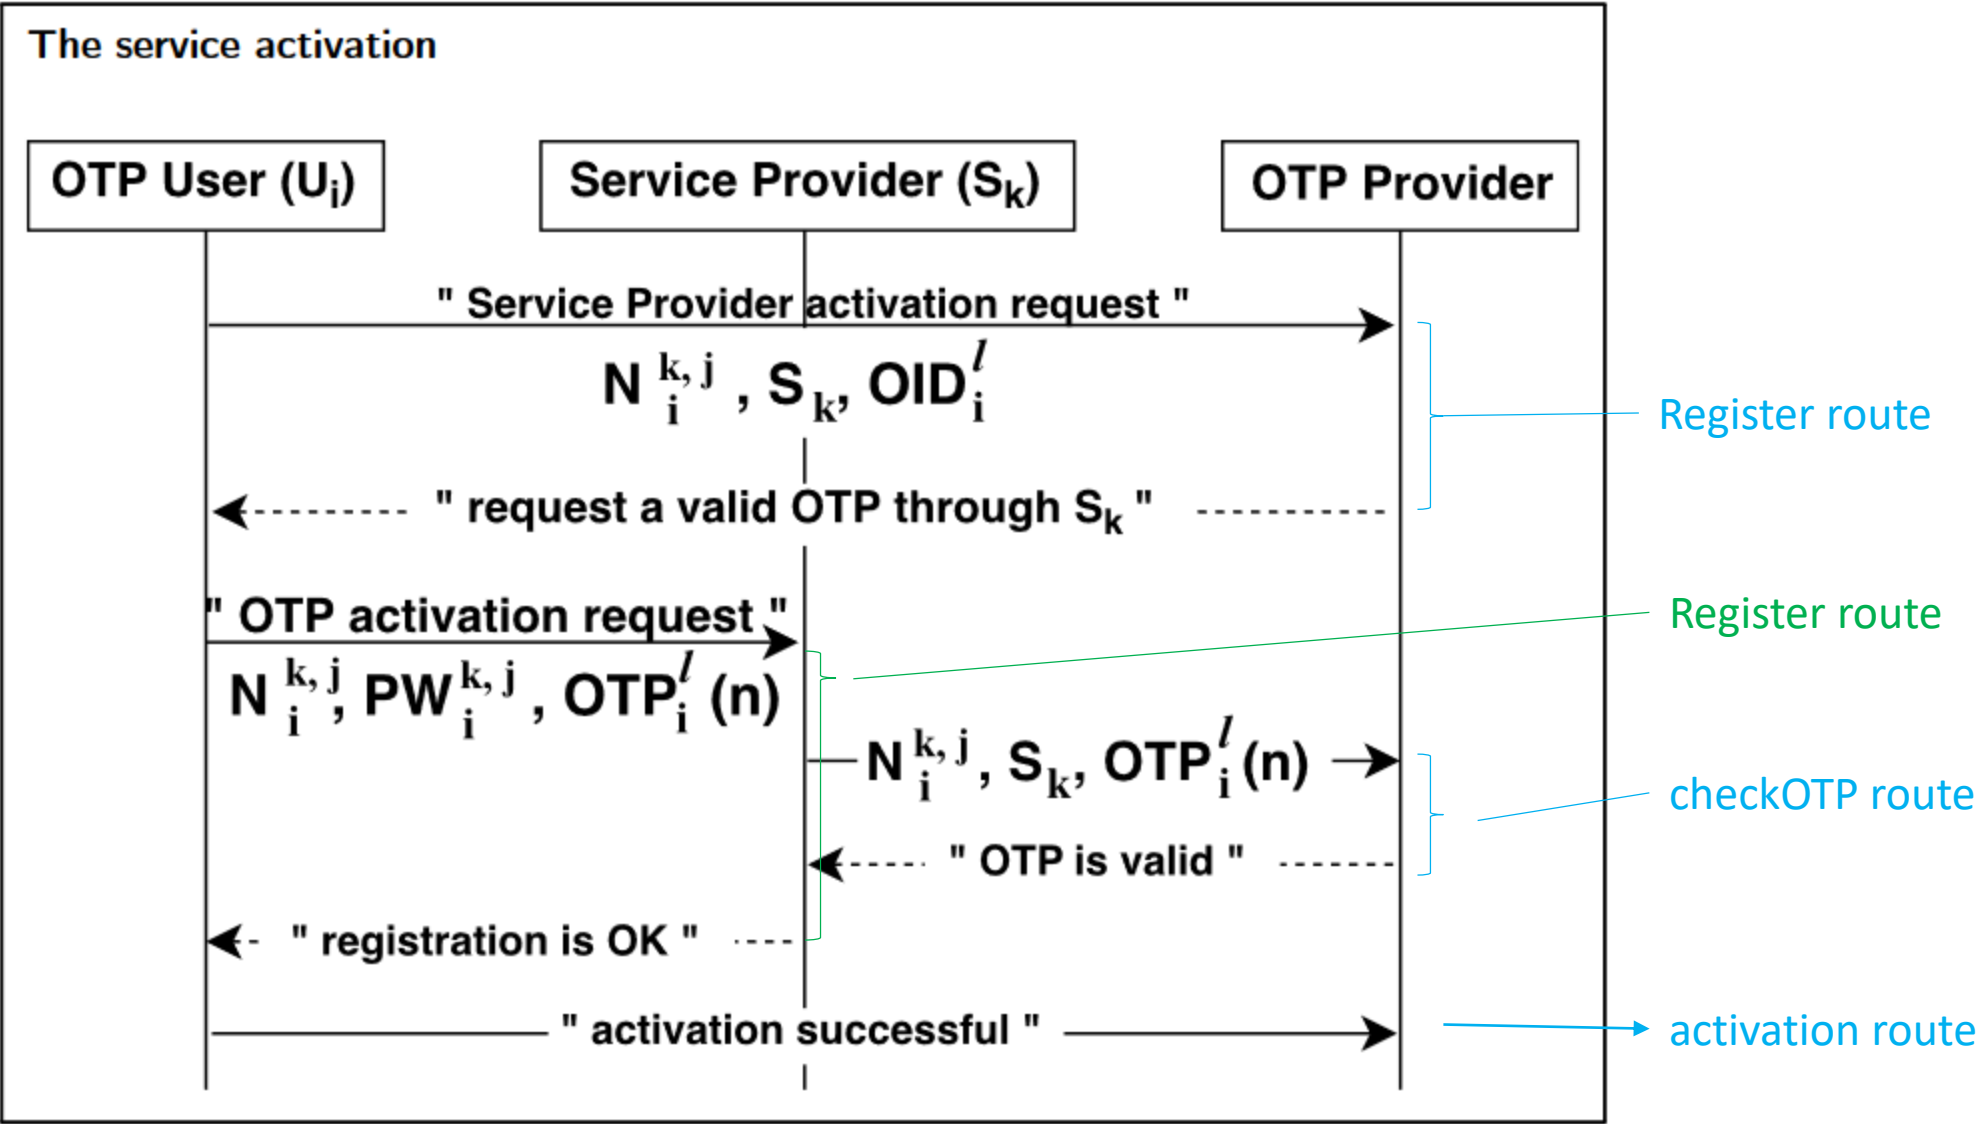 The service activation
OTP User (Uᵢ)
Service Provider (Sₖ)
OTP Provider
" Service Provider activation request "
N ᵢ ᵏ, ʲ , S ₖ, OID ᵢ ˡ
Register route
" request a valid OTP through Sₖ "
" OTP activation request "
Register route
N ᵢ ᵏ, ʲ , PW ᵢ ᵏ, ʲ , OTP ᵢ ˡ (n)
N ᵢ ᵏ, ʲ , S ₖ, OTP ᵢ ˡ (n)
checkOTP route
" OTP is valid "
" registration is OK "
" activation successful "
activation route